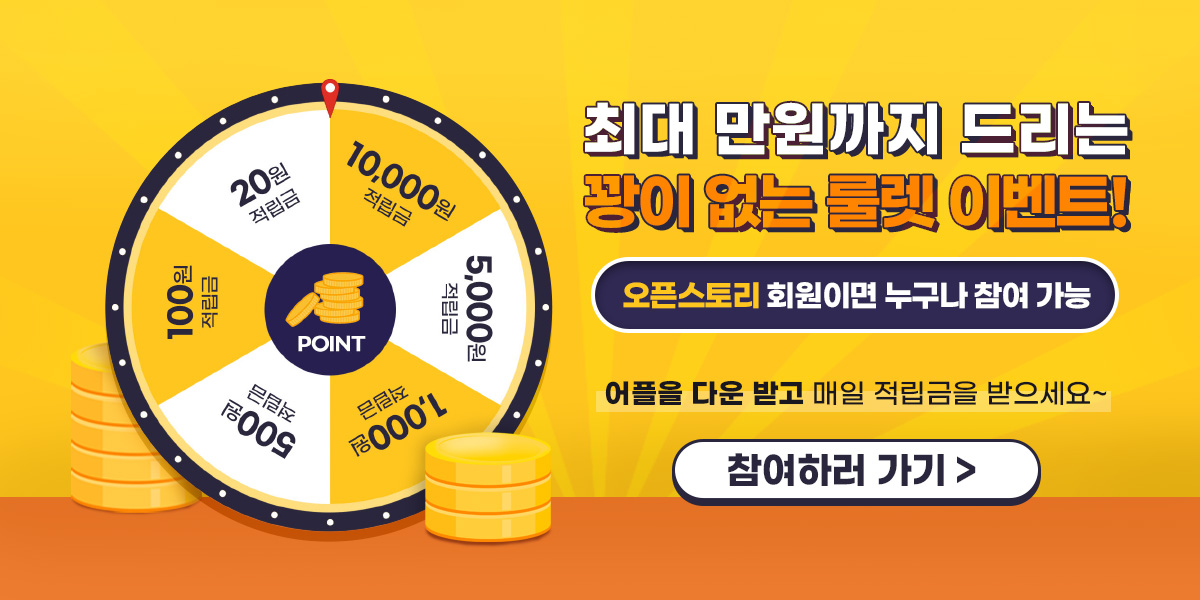 최대 만원까지 드리는
꽝이 없는 룰렛 이벤트!
오픈스토리 회원이면 누구나 참여 가능
어플을 다운 받고 매일 적립금을 받으세요~
참여하러 가기 >
10,000원
적립금
5,000원
적립금
1,000원
적립금
500원
적립금
100원
적립금
20원
적립금
POINT